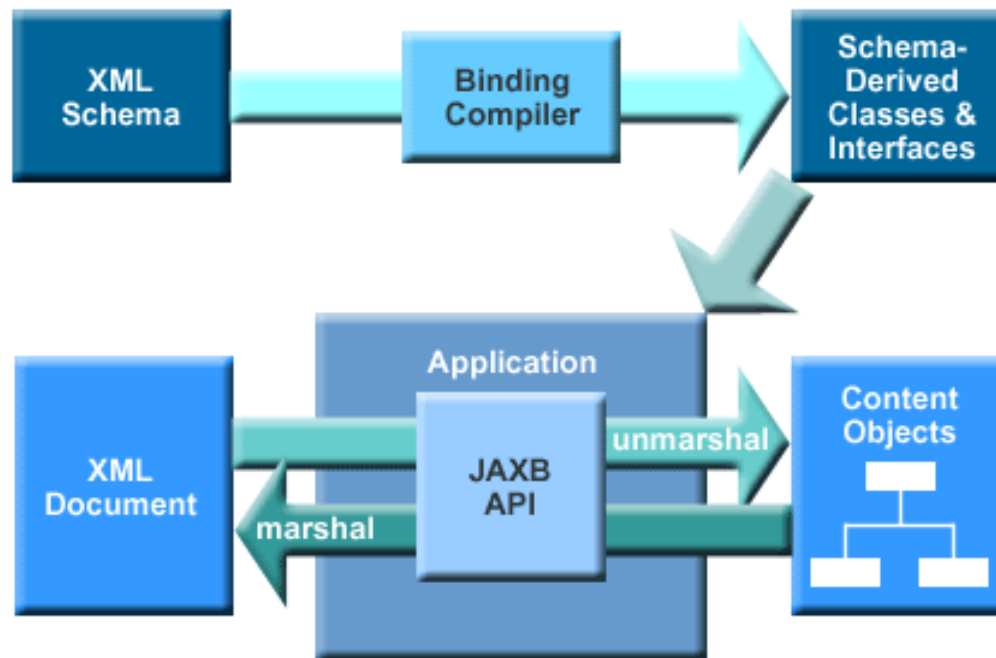 XML
Schema
Binding
Compiler
Schema-
Derived
Classes &
Interfaces
Application
XML
Document
JAXB
API
unmarshal
marshal
Content
Objects